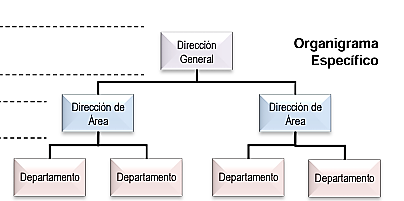 Dirección
General
Organigrama
Específico
Dirección de
Área
Dirección de
Área
Departamento
Departamento
Departamento
Departamento